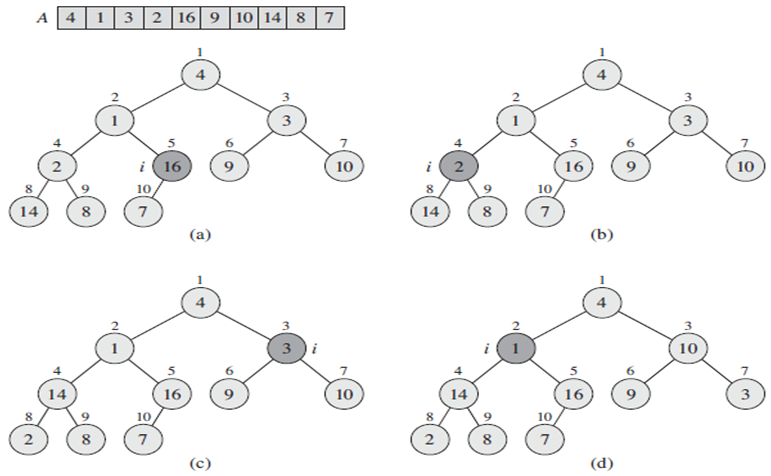 A 4 1 3 2 16 9 10 14 8 7
1 1
4 4
2 3 2 3
1 3 1 3
4 5 6 7 4 5 6 7
2 i 16 9 10 i 2 16 9 10
8 9 10 8 9 10
14 8 7 14 8 7
(a) (b)
1 1
4 4
2 3 2 3
1 3 i i 1 10
4 5 6 7 4 5 6 7
14 16 9 10 14 16 9 3
8 9 10 8 9 10
2 8 7 2 8 7
(c) (d)